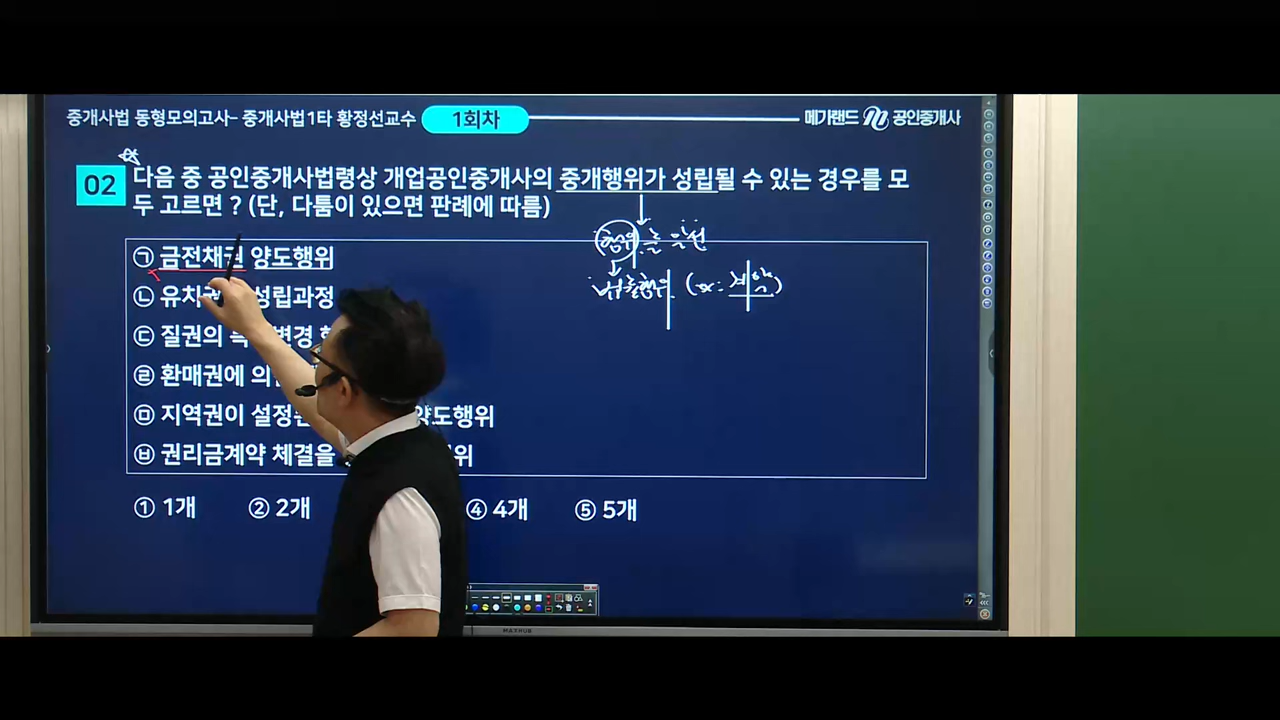 중개사법 동형모의고사- 중개사법1타 황정선교수 1회차 메가랜드 공인중개사
02 다음 중 공인중개사법령상 개업공인중개사의 중개행위가 성립될 수 있는 경우를 모
두 고르면 ? (단, 다툼이 있으면 판례에 따름)
㉠ 금전채권 양도행위
㉡ 유치권 성립과정
㉢ 질권의 변경
㉣ 환매권에
㉤ 지역권이 양도행위
㉥ 권리금계약 체결을
① 1개 ② 2개 ④ 4개 ⑤ 5개
MAXHUB